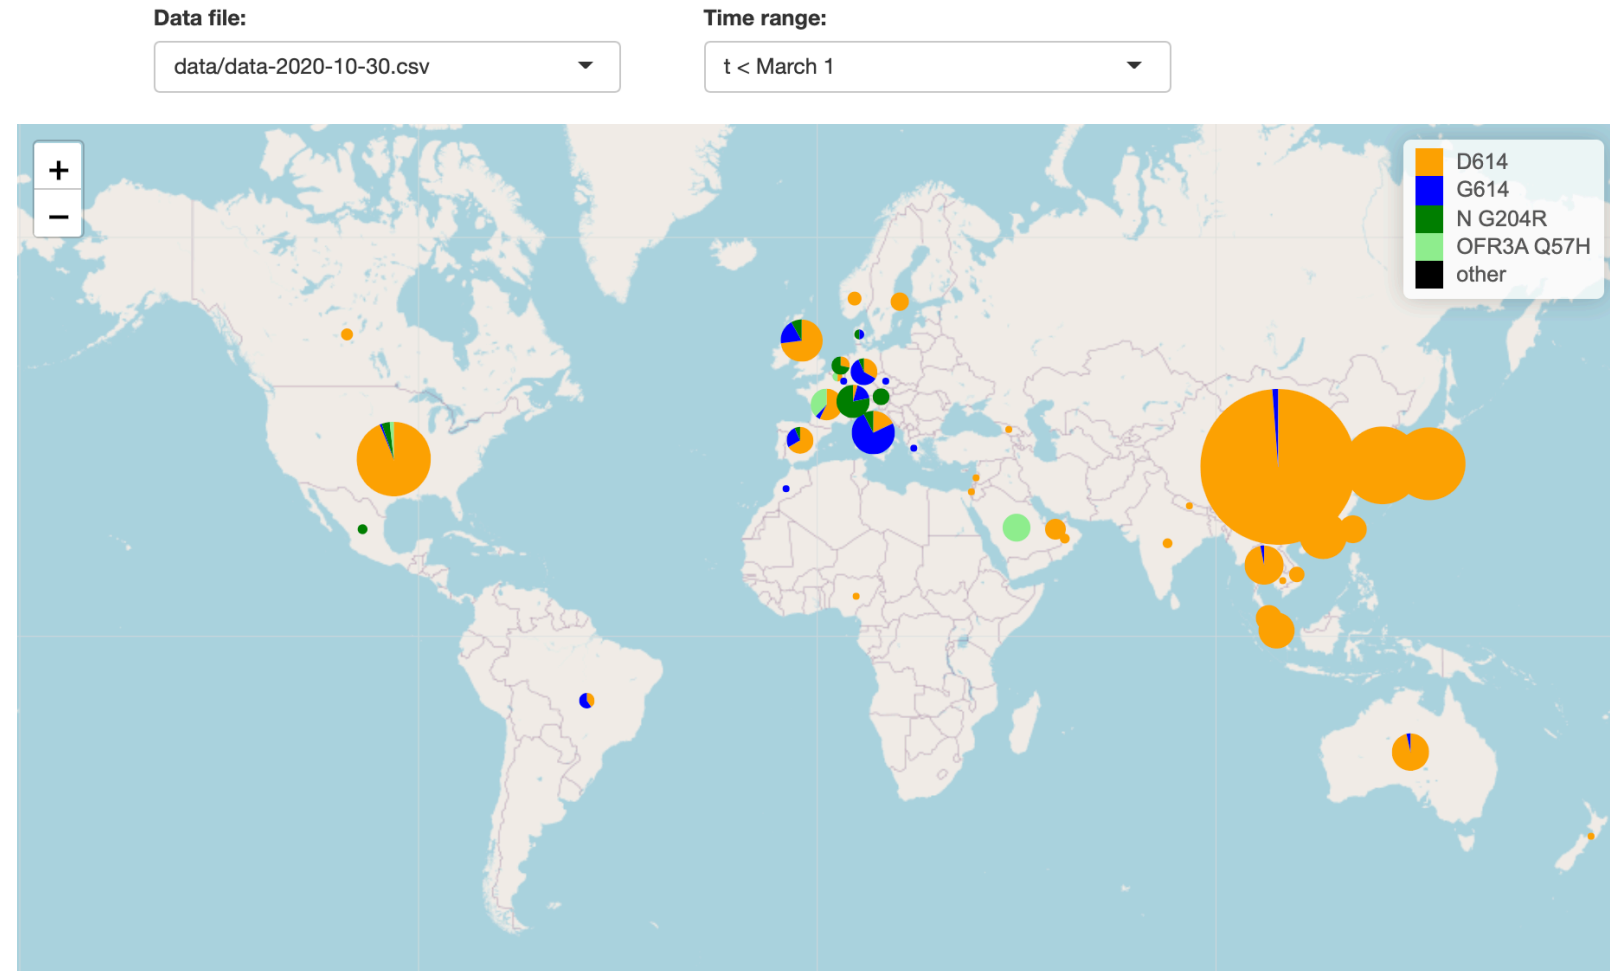 Data file:
Time range:
data/data-2020-10-30.csv
t < March 1
+
−
D614
G614
N G204R
OFR3A Q57H
other